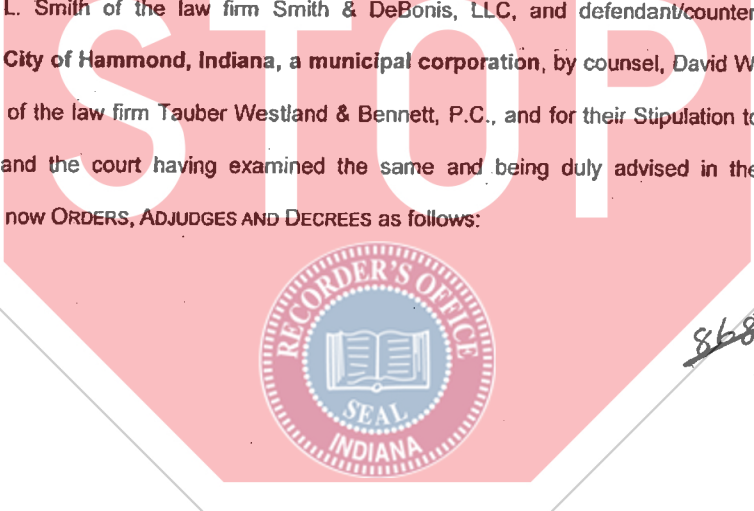 L. Smith of the law firm Smith & DeBonis, LLC, and defendant/counter
City of Hammond, Indiana, a municipal corporation, by counsel, David W
of the law firm Tauber Westland & Bennett, P.C., and for their Stipulation to
and the court having examined the same and being duly advised in the
now ORDERS, ADJUDGES AND DECREES as follows:
STOP
RECORDER'S OFFICE
SEAL
INDIANA
868